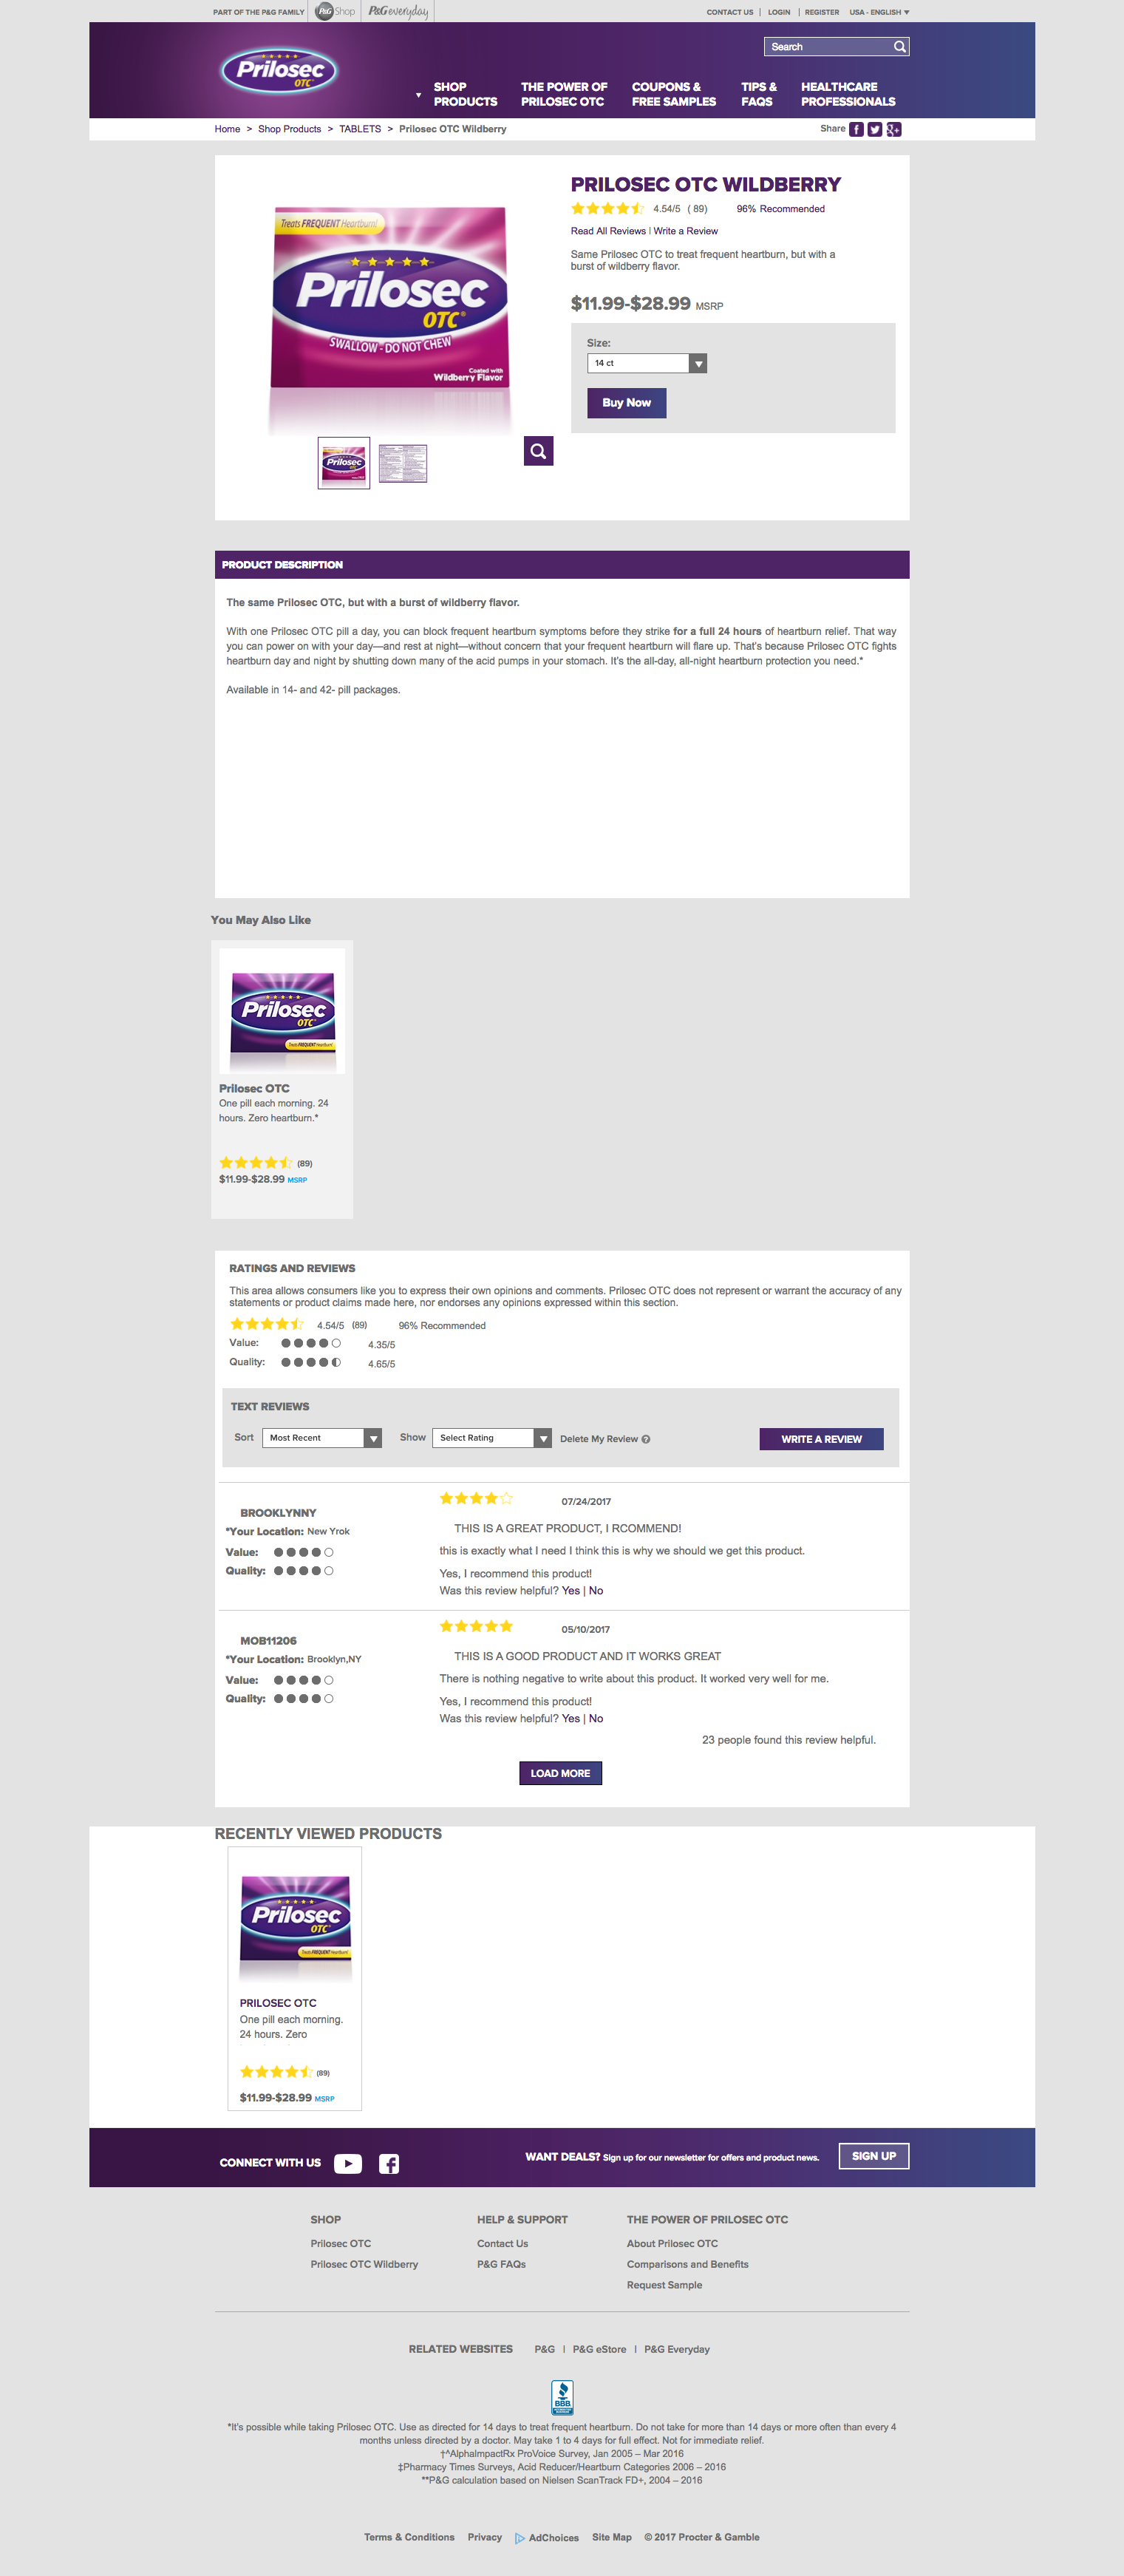 PART OF THE P&G FAMILY
P&G Shop
P&G everyday
CONTACT US | LOGIN | REGISTER USA - ENGLISH
Prilosec
OTC
Search
SHOP PRODUCTS
THE POWER OF PRILOSEC OTC
COUPONS & FREE SAMPLES
TIPS & FAQS
HEALTHCARE PROFESSIONALS
Home > Shop Products > TABLETS > Prilosec OTC Wildberry
Share
Treats FREQUENT Heartburn!
Prilosec
OTC®
SWALLOW - DO NOT CHEW
Coated with
Wildberry Flavor
Prilosec
PRILOSEC OTC WILDBERRY
4.54/5 ( 89) 96% Recommended
Read All Reviews | Write a Review
Same Prilosec OTC to treat frequent heartburn, but with a
burst of wildberry flavor.
$11.99-$28.99 MSRP
Size:
14 ct
Buy Now
PRODUCT DESCRIPTION
The same Prilosec OTC, but with a burst of wildberry flavor.
With one Prilosec OTC pill a day, you can block frequent heartburn symptoms before they strike for a full 24 hours of heartburn relief. That way
you can power on with your day—and rest at night—without concern that your frequent heartburn will flare up. That's because Prilosec OTC fights
heartburn day and night by shutting down many of the acid pumps in your stomach. It's the all-day, all-night heartburn protection you need.*
Available in 14- and 42- pill packages.
You May Also Like
Prilosec
OTC
Treats FREQUENT Heartburn!
Prilosec OTC
One pill each morning. 24
hours. Zero heartburn.*
(89)
$11.99-$28.99 MSRP
RATINGS AND REVIEWS
This area allows consumers like you to express their own opinions and comments. Prilosec OTC does not represent or warrant the accuracy of any
statements or product claims made here, nor endorses any opinions expressed within this section.
4.54/5 (89) 96% Recommended
Value: 4.35/5
Quality: 4.65/5
TEXT REVIEWS
Sort Most Recent Show Select Rating Delete My Review ?
WRITE A REVIEW
07/24/2017
BROOKLYNNY
*Your Location: New Yrok
Value:
Quality:
THIS IS A GREAT PRODUCT, I RCOMMEND!
this is exactly what I need I think this is why we should we get this product.
Yes, I recommend this product!
Was this review helpful? Yes | No
05/10/2017
MOB11206
*Your Location: Brooklyn,NY
Value:
Quality:
THIS IS A GOOD PRODUCT AND IT WORKS GREAT
There is nothing negative to write about this product. It worked very well for me.
Yes, I recommend this product!
Was this review helpful? Yes | No
23 people found this review helpful.
LOAD MORE
RECENTLY VIEWED PRODUCTS
Prilosec
OTC
Treats FREQUENT Heartburn!
PRILOSEC OTC
One pill each morning.
24 hours. Zero
(89)
$11.99-$28.99 MSRP
CONNECT WITH US
WANT DEALS? Sign up for our newsletter for offers and product news.
SIGN UP
SHOP
Prilosec OTC
Prilosec OTC Wildberry
HELP & SUPPORT
Contact Us
P&G FAQs
THE POWER OF PRILOSEC OTC
About Prilosec OTC
Comparisons and Benefits
Request Sample
RELATED WEBSITES P&G | P&G eStore | P&G Everyday
BBB
*It's possible while taking Prilosec OTC. Use as directed for 14 days to treat frequent heartburn. Do not take for more than 14 days or more often than every 4
months unless directed by a doctor. May take 1 to 4 days for full effect. Not for immediate relief.
†^AlphaImpactRx ProVoice Survey, Jan 2005 – Mar 2016
‡Pharmacy Times Surveys, Acid Reducer/Heartburn Categories 2006 – 2016
**P&G calculation based on Nielsen ScanTrack FD+, 2004 – 2016
Terms & Conditions Privacy AdChoices Site Map © 2017 Procter & Gamble